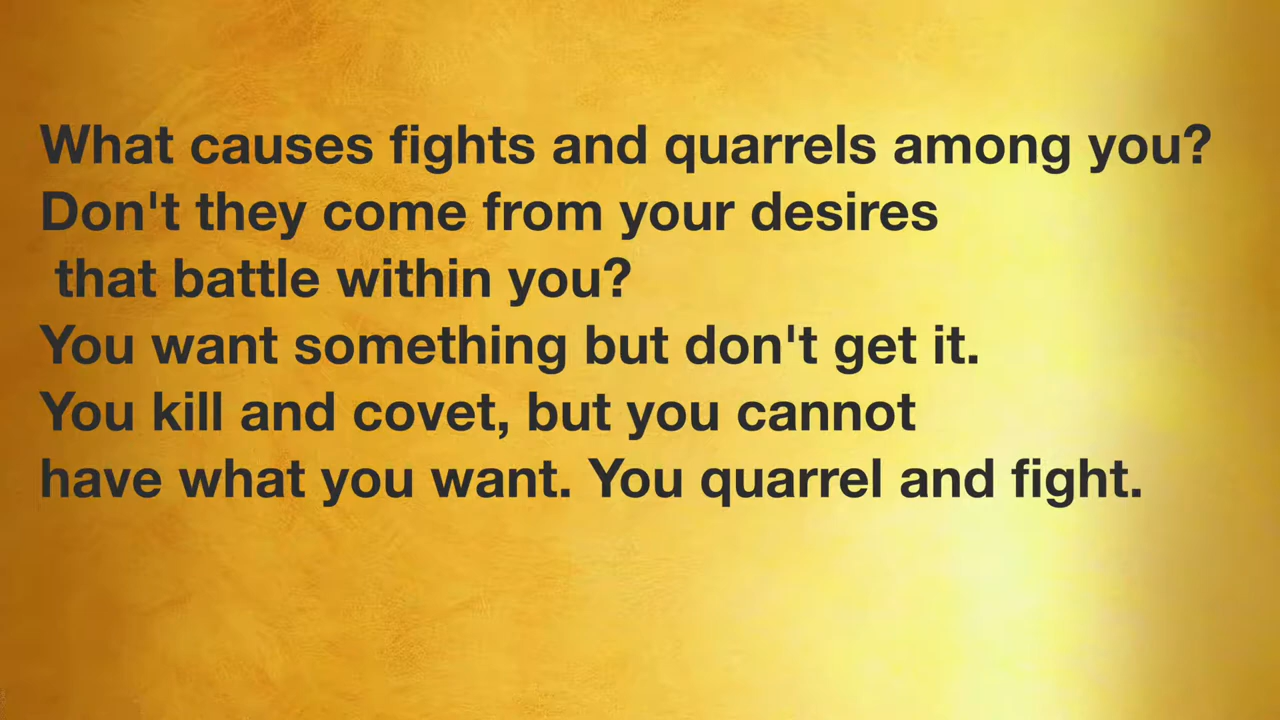 What causes fights and quarrels among you?
Don't they come from your desires
that battle within you?
You want something but don't get it.
You kill and covet, but you cannot
have what you want. You quarrel and fight.